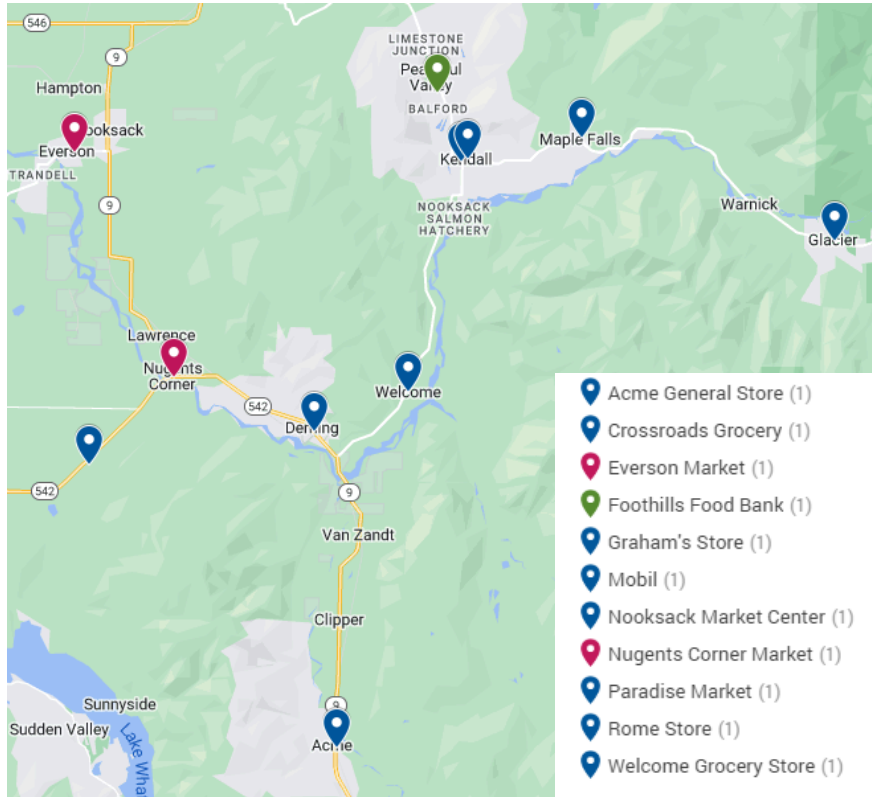 546
9
LIMESTONE
JUNCTION
Hampton
BALFORD
Everson
Maple Falls
TRANDELL
9
NOOKSACK
SALMON
HATCHERY
Warnick
Glacier
Lawrence
Corner
Welcome
542
542
9
Van Zandt
Clipper
9
Sunnyside
Sudden Valley
Lake Wha
Acme General Store (1)
Crossroads Grocery (1)
Everson Market (1)
Foothills Food Bank (1)
Graham's Store (1)
Mobil (1)
Nooksack Market Center (1)
Nugents Corner Market (1)
Paradise Market (1)
Rome Store (1)
Welcome Grocery Store (1)